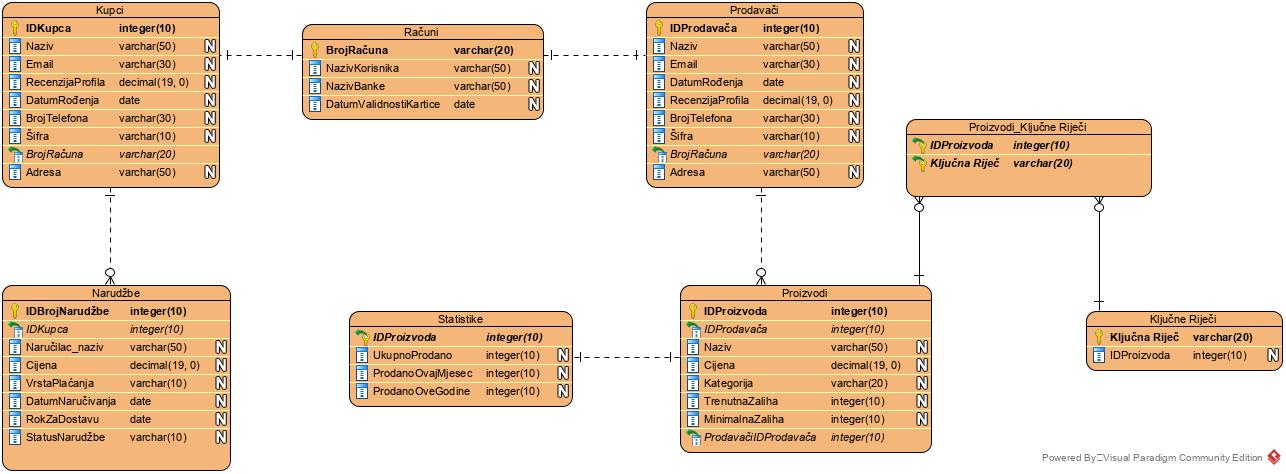 Kupci
IDKupca integer(10)
Naziv varchar(50) N
Email varchar(30) N
RecenzijaProfila decimal(19, 0) N
DatumRođenja date N
BrojTelefona varchar(30) N
Šifra varchar(10) N
BrojRačuna varchar(20)
Adresa varchar(50) N
Računi
BrojRačuna varchar(20)
NazivKorisnika varchar(50) N
NazivBanke varchar(50) N
DatumValidnostiKartice date N
Prodavači
IDProdavača integer(10)
Naziv varchar(50) N
Email varchar(30) N
DatumRođenja date N
RecenzijaProfila decimal(19, 0) N
BrojTelefona varchar(30) N
Šifra varchar(10) N
BrojRačuna varchar(20)
Adresa varchar(50) N
Proizvodi_Ključne Riječi
IDProizvoda integer(10)
Ključna Riječ varchar(20)
Narudžbe
IDBrojNarudžbe integer(10)
IDKupca integer(10)
Naručilac_naziv varchar(50) N
Cijena decimal(19, 0) N
VrstaPlaćanja varchar(10) N
DatumNaručivanja date N
RokZaDostavu date N
StatusNarudžbe varchar(10) N
Statistike
IDProizvoda integer(10)
UkupnoProdano integer(10) N
ProdanoOvajMjesec integer(10) N
ProdanoOveGodine integer(10) N
Proizvodi
IDProizvoda integer(10)
IDProdavača integer(10)
Naziv varchar(50) N
Cijena decimal(19, 0) N
Kategorija varchar(20) N
TrenutnaZaliha integer(10) N
MinimalnaZaliha integer(10) N
ProdavačiIDProdavača integer(10)
Ključne Riječi
Ključna Riječ varchar(20)
IDProizvoda integer(10) N
Powered By Visual Paradigm Community Edition